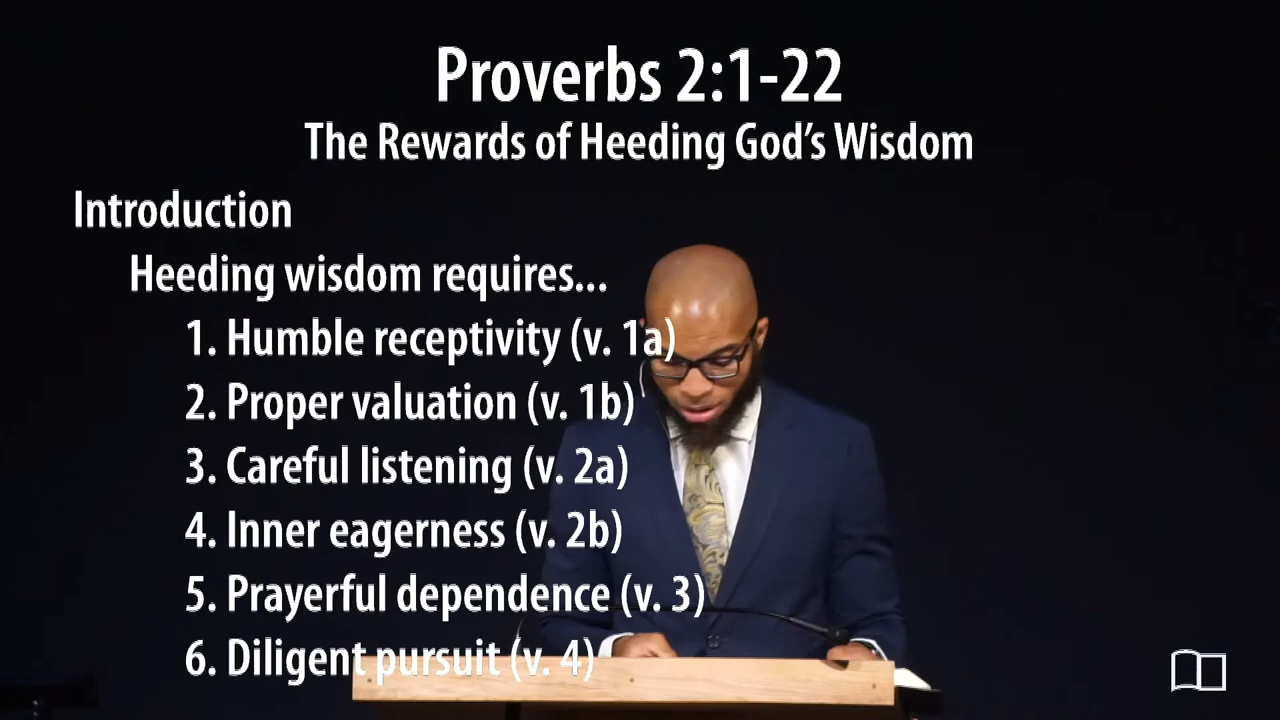 Proverbs 2:1-22
The Rewards of Heeding God’s Wisdom
Introduction
Heeding wisdom requires...
1. Humble receptivity (v. 1a)
2. Proper valuation (v. 1b)
3. Careful listening (v. 2a)
4. Inner eagerness (v. 2b)
5. Prayerful dependence (v. 3)
6. Diligent pursuit (v. 4)